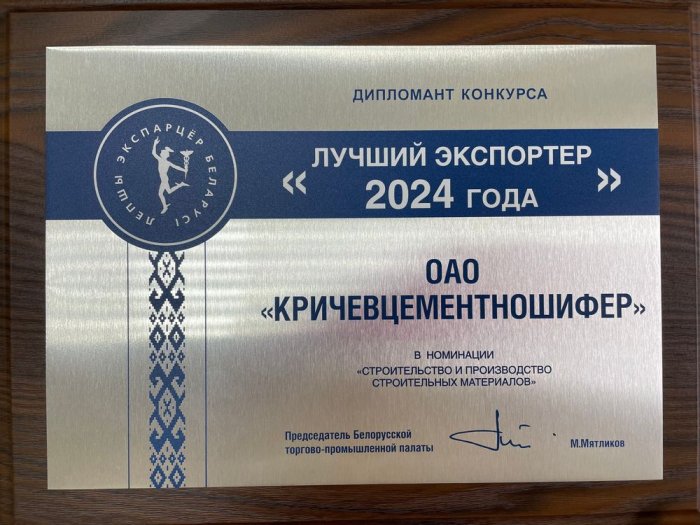 ДИПЛОМАНТ КОНКУРСА
ЛЕПШЫ ЭКСПАРЦЁР БЕЛАРУСІ
« ЛУЧШИЙ ЭКСПОРТЕР
2024 ГОДА »
ОАО
«КРИЧЕВЦЕМЕНТНОШИФЕР»
В НОМИНАЦИИ
«СТРОИТЕЛЬСТВО И ПРОИЗВОДСТВО
СТРОИТЕЛЬНЫХ МАТЕРИАЛОВ»
Председатель Белорусской
торгово-промышленной палаты
М.Мятликов